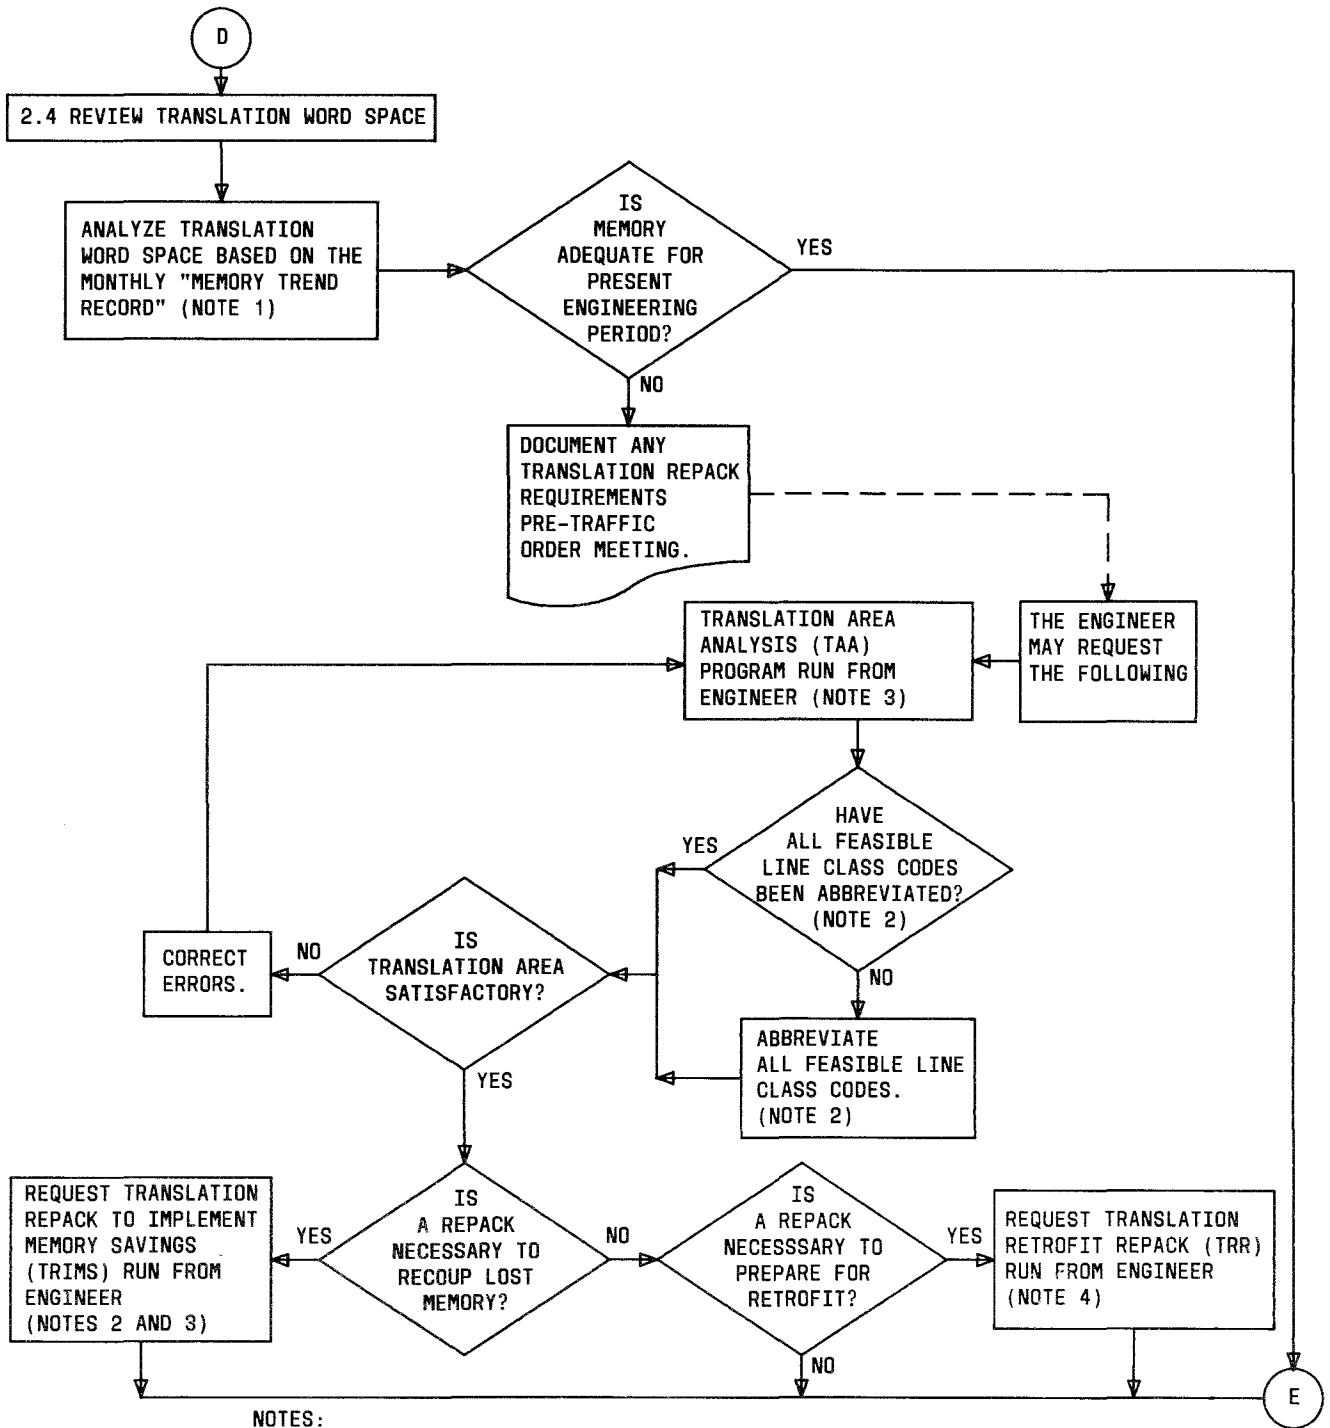 D
2.4 REVIEW TRANSLATION WORD SPACE
ANALYZE TRANSLATION
WORD SPACE BASED ON THE
MONTHLY "MEMORY TREND
RECORD" (NOTE 1)
IS
MEMORY
ADEQUATE FOR
PRESENT
ENGINEERING
PERIOD?
YES
NO
DOCUMENT ANY
TRANSLATION REPACK
REQUIREMENTS
PRE-TRAFFIC
ORDER MEETING.
THE ENGINEER
MAY REQUEST
THE FOLLOWING
TRANSLATION AREA
ANALYSIS (TAA)
PROGRAM RUN FROM
ENGINEER (NOTE 3)
HAVE
ALL FEASIBLE
LINE CLASS CODES
BEEN ABBREVIATED?
(NOTE 2)
YES
NO
ABBREVIATE
ALL FEASIBLE LINE
CLASS CODES.
(NOTE 2)
IS
TRANSLATION AREA
SATISFACTORY?
NO
CORRECT
ERRORS.
YES
IS
A REPACK
NECESSARY TO
RECOUP LOST
MEMORY?
YES
REQUEST TRANSLATION
REPACK TO IMPLEMENT
MEMORY SAVINGS
(TRIMS) RUN FROM
ENGINEER
(NOTES 2 AND 3)
NO
IS
A REPACK
NECESSSARY TO
PREPARE FOR
RETROFIT?
YES
REQUEST TRANSLATION
RETROFIT REPACK (TRR)
RUN FROM ENGINEER
(NOTE 4)
NO
E
NOTES: